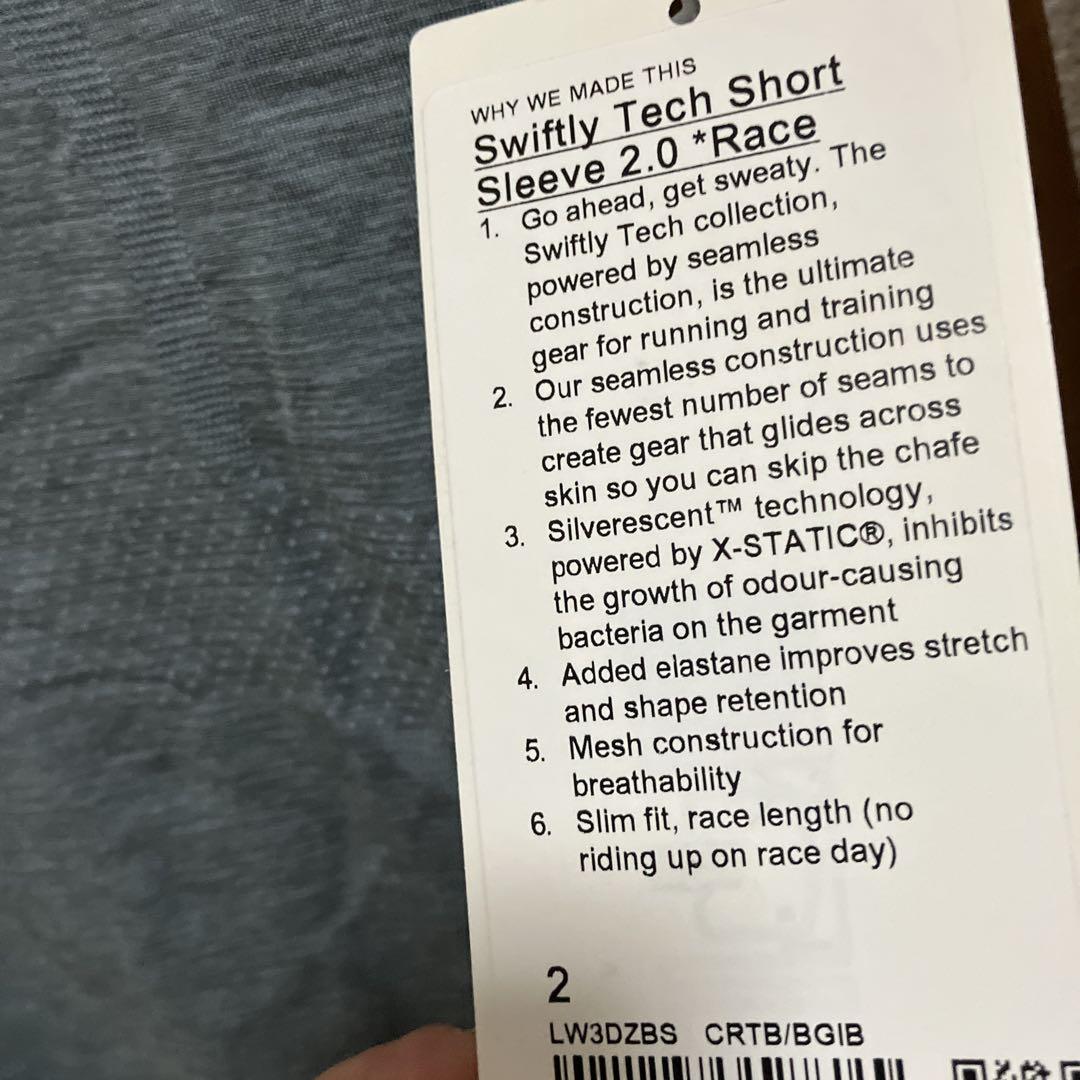 WHY WE MADE THIS
Swiftly Tech Short
Sleeve 2.0 *Race
1. Go ahead, get sweaty. The
Swiftly Tech collection,
powered by seamless
construction, is the ultimate
gear for running and training
2. Our seamless construction uses
the fewest number of seams to
create gear that glides across
skin so you can skip the chafe
3. Silverescent™ technology,
powered by X-STATIC®, inhibits
the growth of odour-causing
bacteria on the garment
4. Added elastane improves stretch
and shape retention
5. Mesh construction for
breathability
6. Slim fit, race length (no
riding up on race day)
2
LW3DZBS CRTB/BGIB